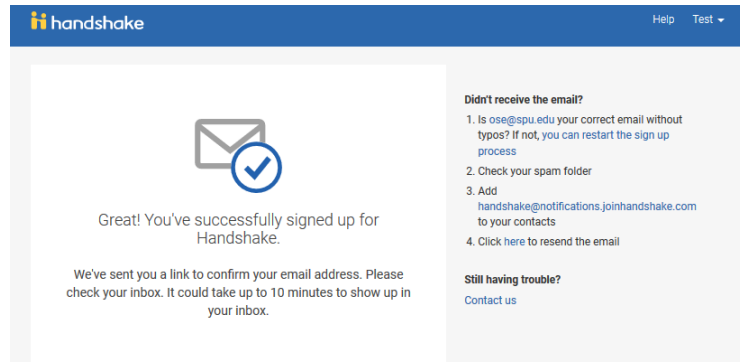 handshake
Help Test
Great! You've successfully signed up for
Handshake.
We've sent you a link to confirm your email address. Please
check your inbox. It could take up to 10 minutes to show up in
your inbox.
Didn't receive the email?
1. Is ose@spu.edu your correct email without
typos? If not, you can restart the sign up
process
2. Check your spam folder
3. Add
handshake@notifications.joinhandshake.com
to your contacts
4. Click here to resend the email
Still having trouble?
Contact us